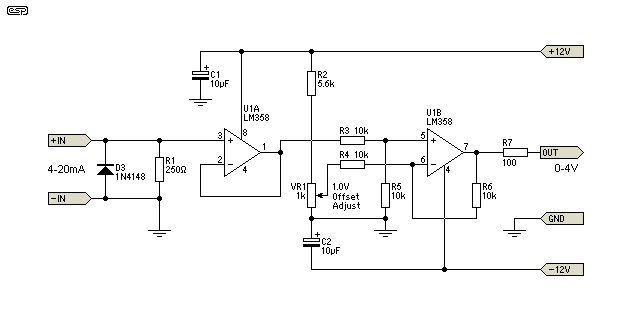 esp
+12V
C1
10µF
R2
5.6k
U1A
LM358
8
U1B
LM358
+IN
3
+
1
2
−
4
R3 10k
5
+
7
R7
100
OUT
R4 10k
6
−
4
4-20mA
D3
1N4148
R1
250Ω
0-4V
VR1
1k
1.0V
Offset
Adjust
R5
10k
R6
10k
−IN
GND
C2
10µF
−12V